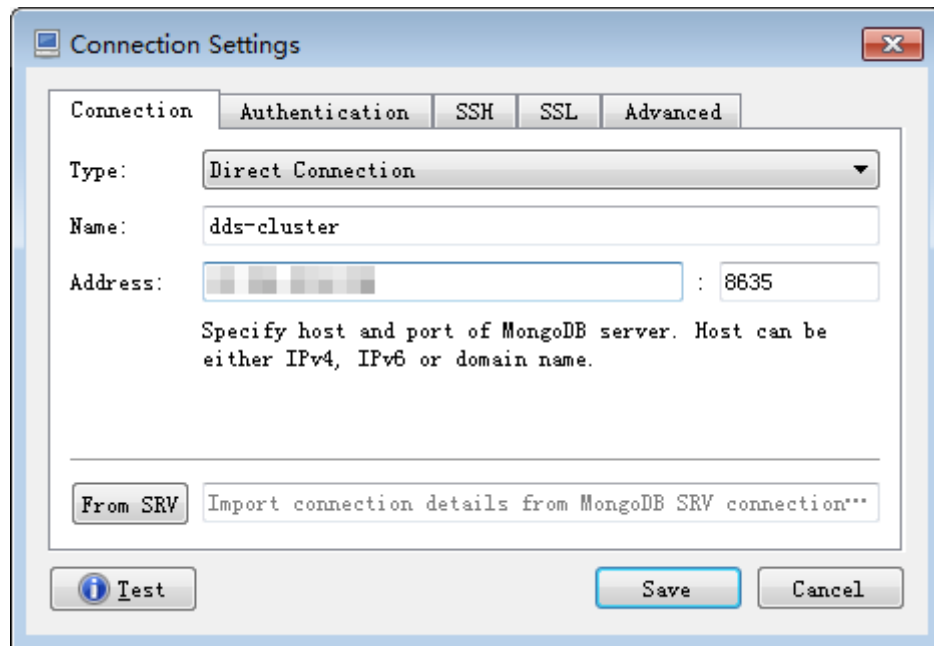 Connection Settings
Connection Authentication SSH SSL Advanced
Type: Direct Connection
Name: dds-cluster
Address: : 8635
Specify host and port of MongoDB server. Host can be
either IPv4, IPv6 or domain name.
From SRV Import connection details from MongoDB SRV connection...
Test Save Cancel